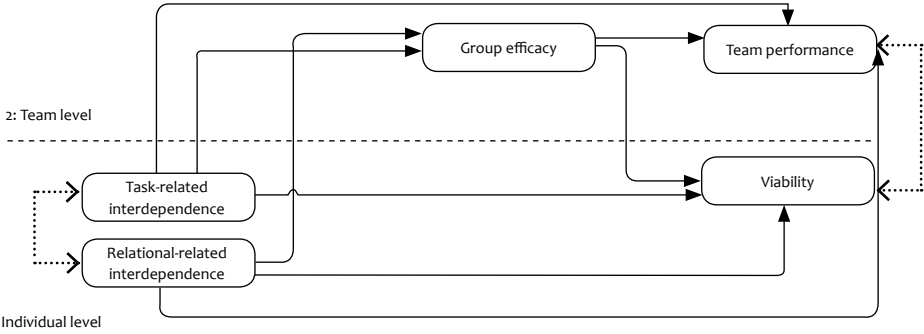 Group efficacy
Team performance
2: Team level
Task-related
interdependence
Viability
Relational-related
interdependence
Individual level